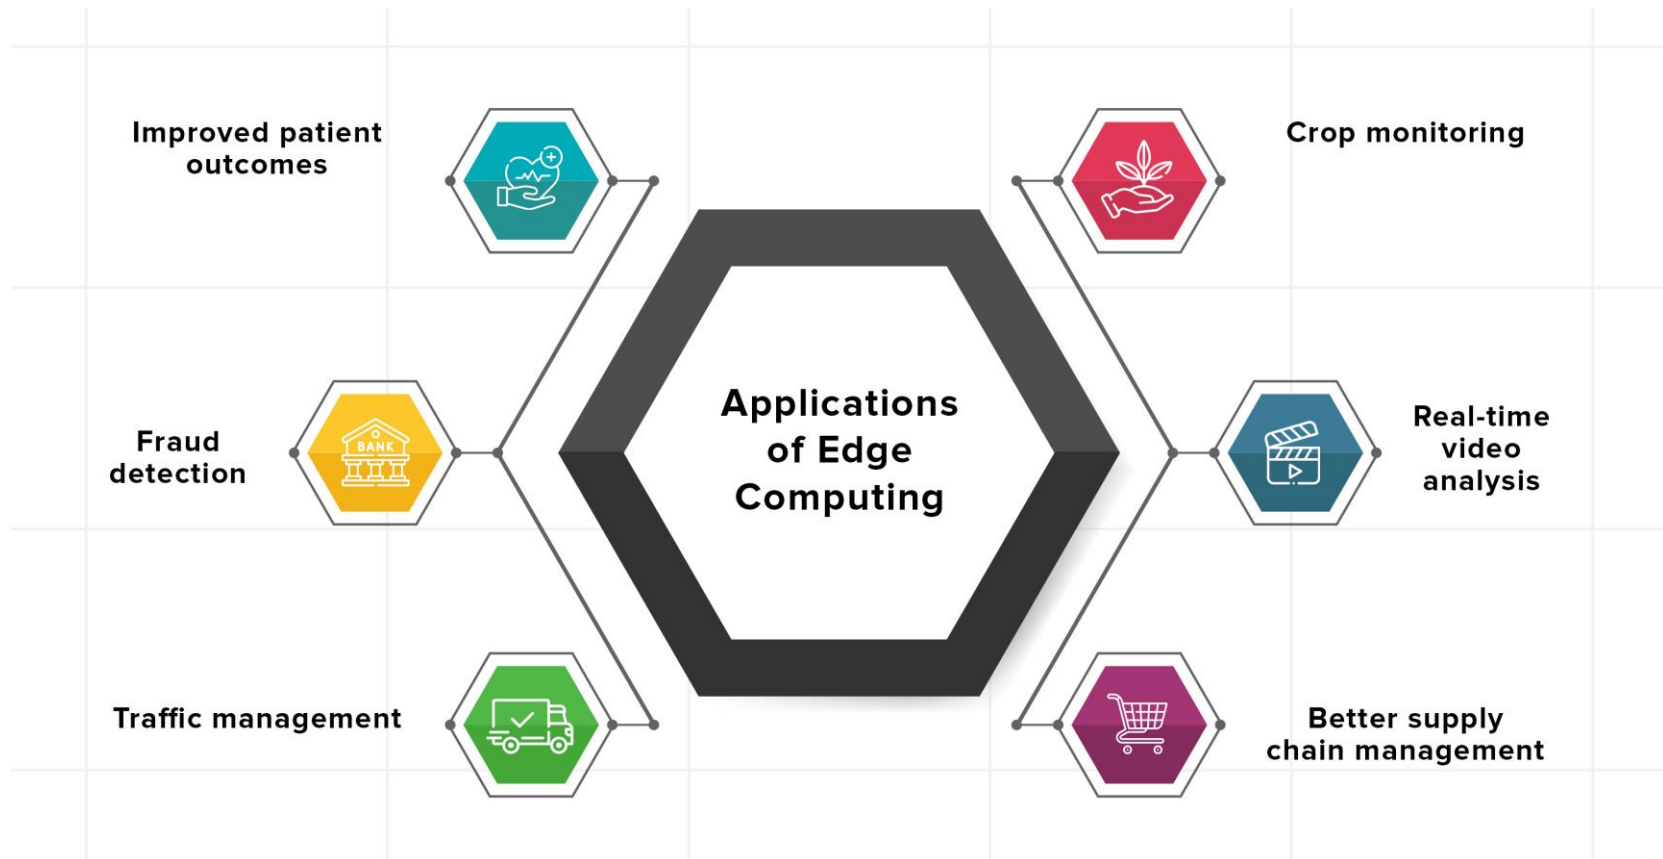 Improved patient
outcomes
Crop monitoring
Applications
of Edge
Computing
Fraud
detection
BANK
Real-time
video
analysis
Traffic management
Better supply
chain management